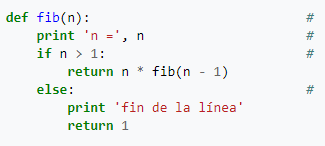 def fib(n):                               #
    print 'n =', n                        #
    if n > 1:                             #
        return n * fib(n - 1)
    else:                                 #
        print 'fin de la línea'
        return 1